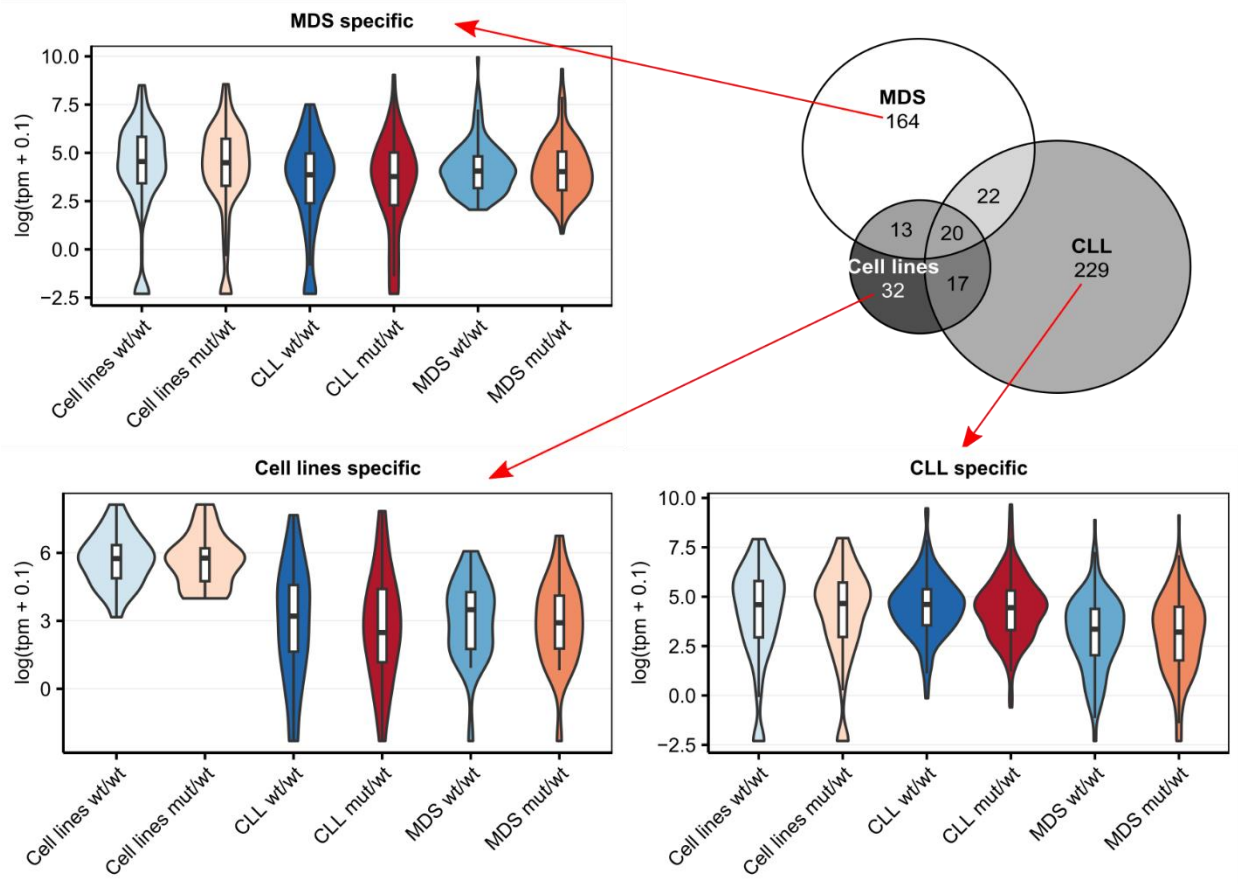 MDS specific
log(tpm + 0.1)
10.0
7.5
5.0
2.5
0.0
−2.5
Cell lines wt/wt
Cell lines mut/wt
CLL wt/wt
CLL mut/wt
MDS wt/wt
MDS mut/wt
MDS
164
22
13
20
CLL
229
Cell lines
32
17
Cell lines specific
log(tpm + 0.1)
6
3
0
Cell lines wt/wt
Cell lines mut/wt
CLL wt/wt
CLL mut/wt
MDS wt/wt
MDS mut/wt
CLL specific
log(tpm + 0.1)
10.0
7.5
5.0
2.5
0.0
−2.5
Cell lines wt/wt
Cell lines mut/wt
CLL wt/wt
CLL mut/wt
MDS wt/wt
MDS mut/wt